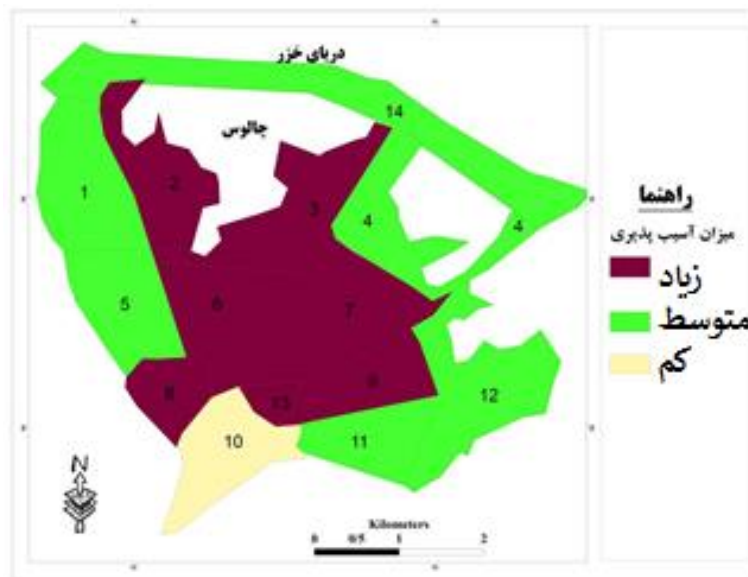 دریای خزر
14
چالوس
1
2
3
4
4
5
6
7
8
9
13
10
11
12
N
Kilometers
0 0/5 1 2
راهنما
میزان آسیب پذیری
زیاد
متوسط
کم